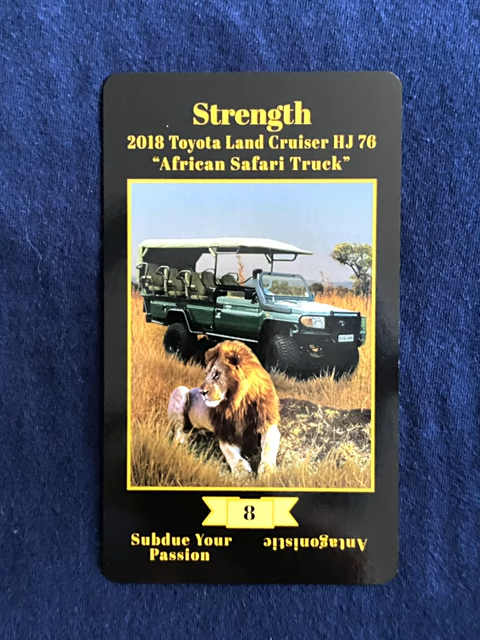 Strength
2018 Toyota Land Cruiser HJ 76
“African Safari Truck”
8
Subdue Your
Passion
Antagonistic